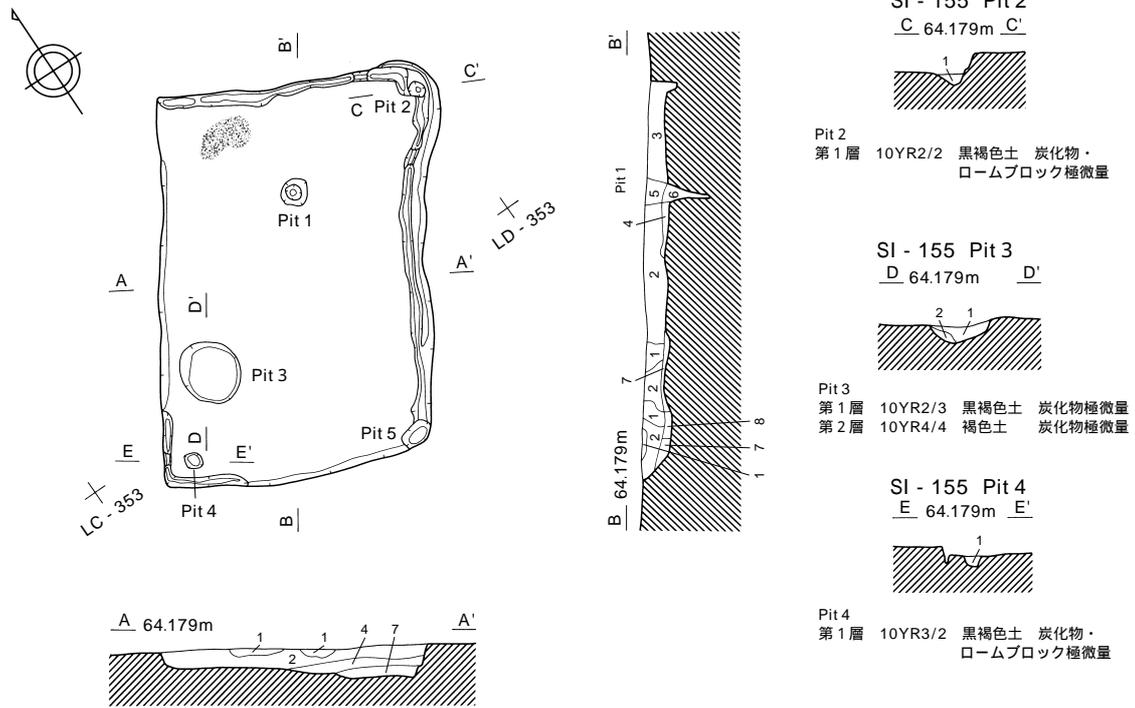 B'
C'
C Pit 2
Pit 1
LD - 353
A
A'
D'
Pit 3
D
Pit 5
E
E'
LC - 353
Pit 4
B
A 64.179m A'
1
1
4
7
2
B'
3
Pit 1
5
6
4
2
1
7
2
1
8
2
7
1
B 64.179m
SI - 155 Pit 2
C 64.179m C'
1
Pit 2
第1層 10YR2/2 黒褐色土 炭化物・
ロームブロック極微量
SI - 155 Pit 3
D 64.179m D'
2 1
Pit 3
第1層 10YR2/3 黒褐色土 炭化物極微量
第2層 10YR4/4 褐色土 炭化物極微量
SI - 155 Pit 4
E 64.179m E'
1
Pit 4
第1層 10YR3/2 黒褐色土 炭化物・
ロームブロック極微量